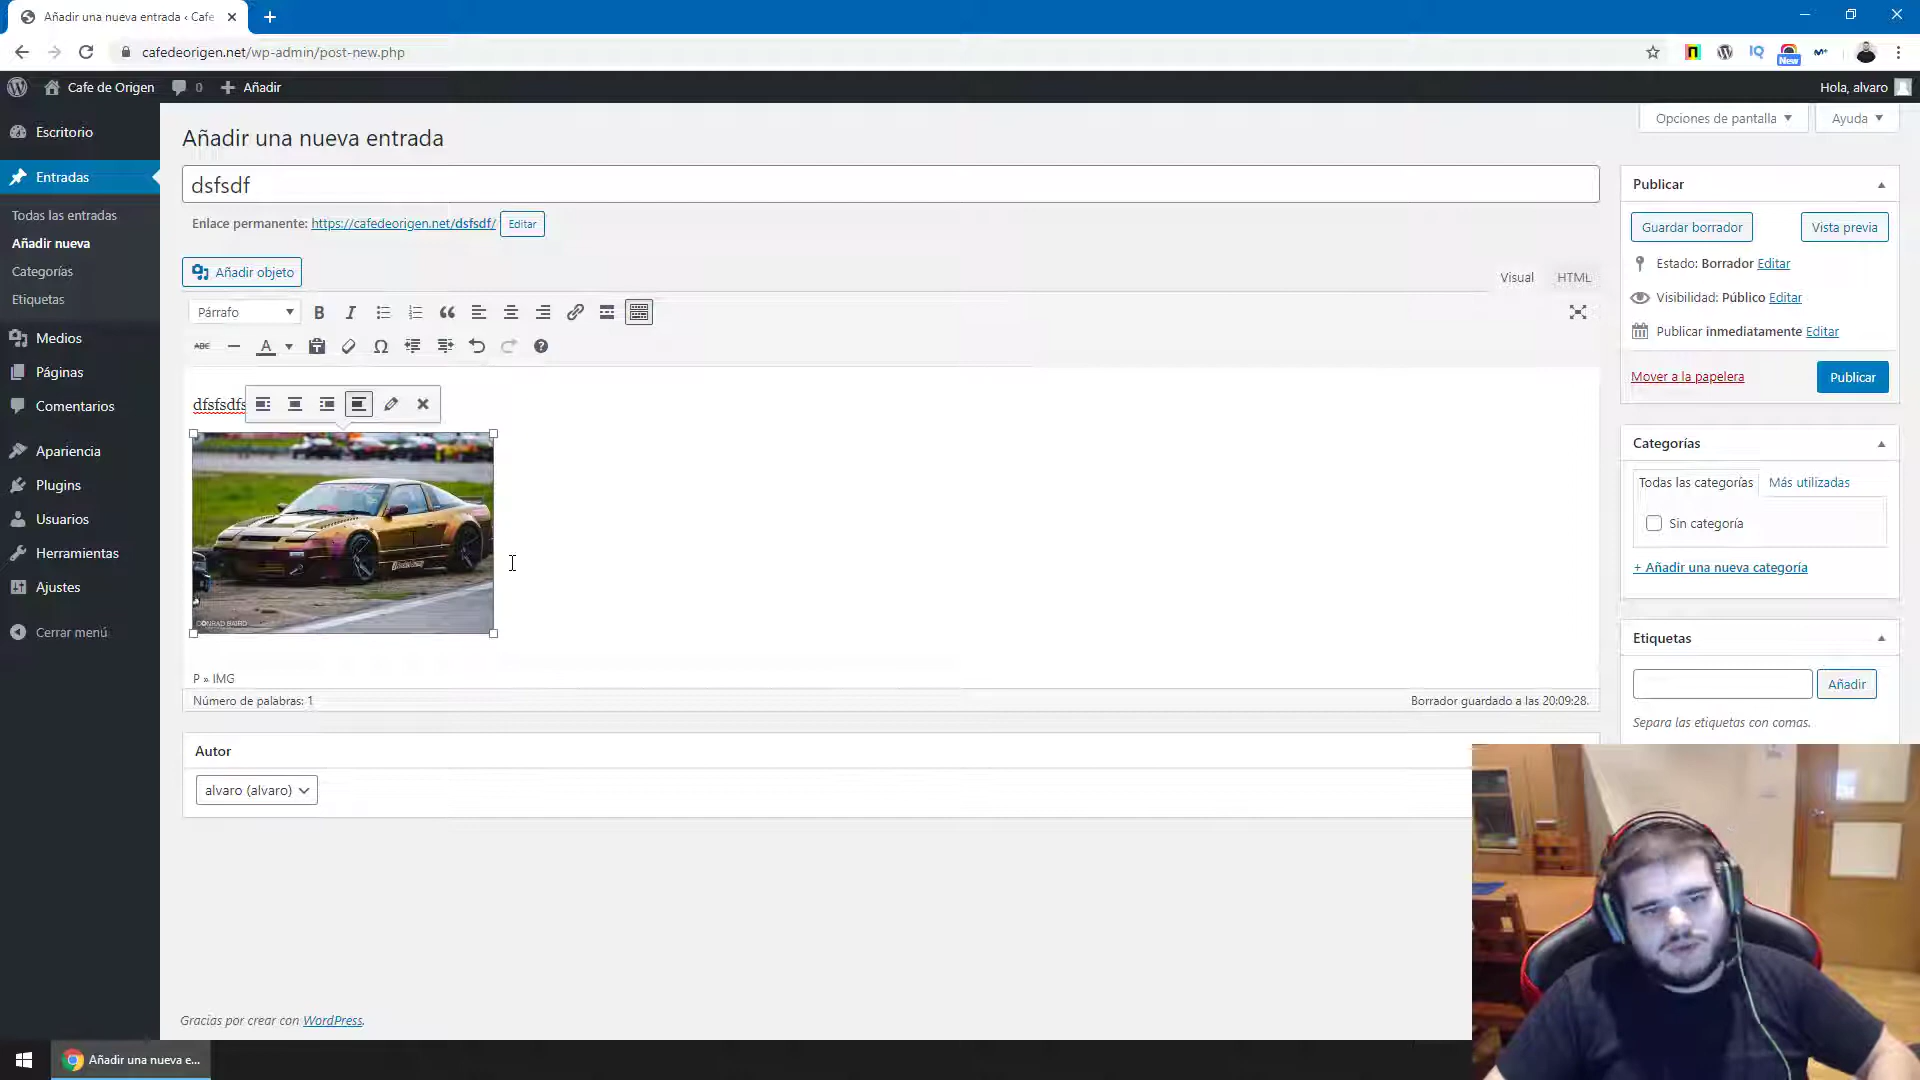 Añadir una nueva entrada ‹ Cafe
cafedeorigen.net/wp-admin/post-new.php
New
Cafe de Origen
0
Añadir
Hola, alvaro
Opciones de pantalla
Ayuda
Escritorio
Entradas
Todas las entradas
Añadir nueva
Categorías
Etiquetas
Medios
Páginas
Comentarios
Apariencia
Plugins
Usuarios
Herramientas
Ajustes
Cerrar menú
Añadir una nueva entrada
dsfsdf
Enlace permanente: https://cafedeorigen.net/dsfsdf/ Editar
Añadir objeto
Visual
HTML
Párrafo
B I
ABC A
dfsfsdfs
CONRAD BAIRD
P » IMG
Número de palabras: 1
Borrador guardado a las 20:09:28.
Autor
alvaro (alvaro)
Gracias por crear con WordPress.
Publicar
Guardar borrador
Vista previa
Estado: Borrador Editar
Visibilidad: Público Editar
Publicar inmediatamente Editar
Mover a la papelera
Publicar
Categorías
Todas las categorías
Más utilizadas
Sin categoría
+ Añadir una nueva categoría
Etiquetas
Añadir
Separa las etiquetas con comas.
Añadir una nueva e...